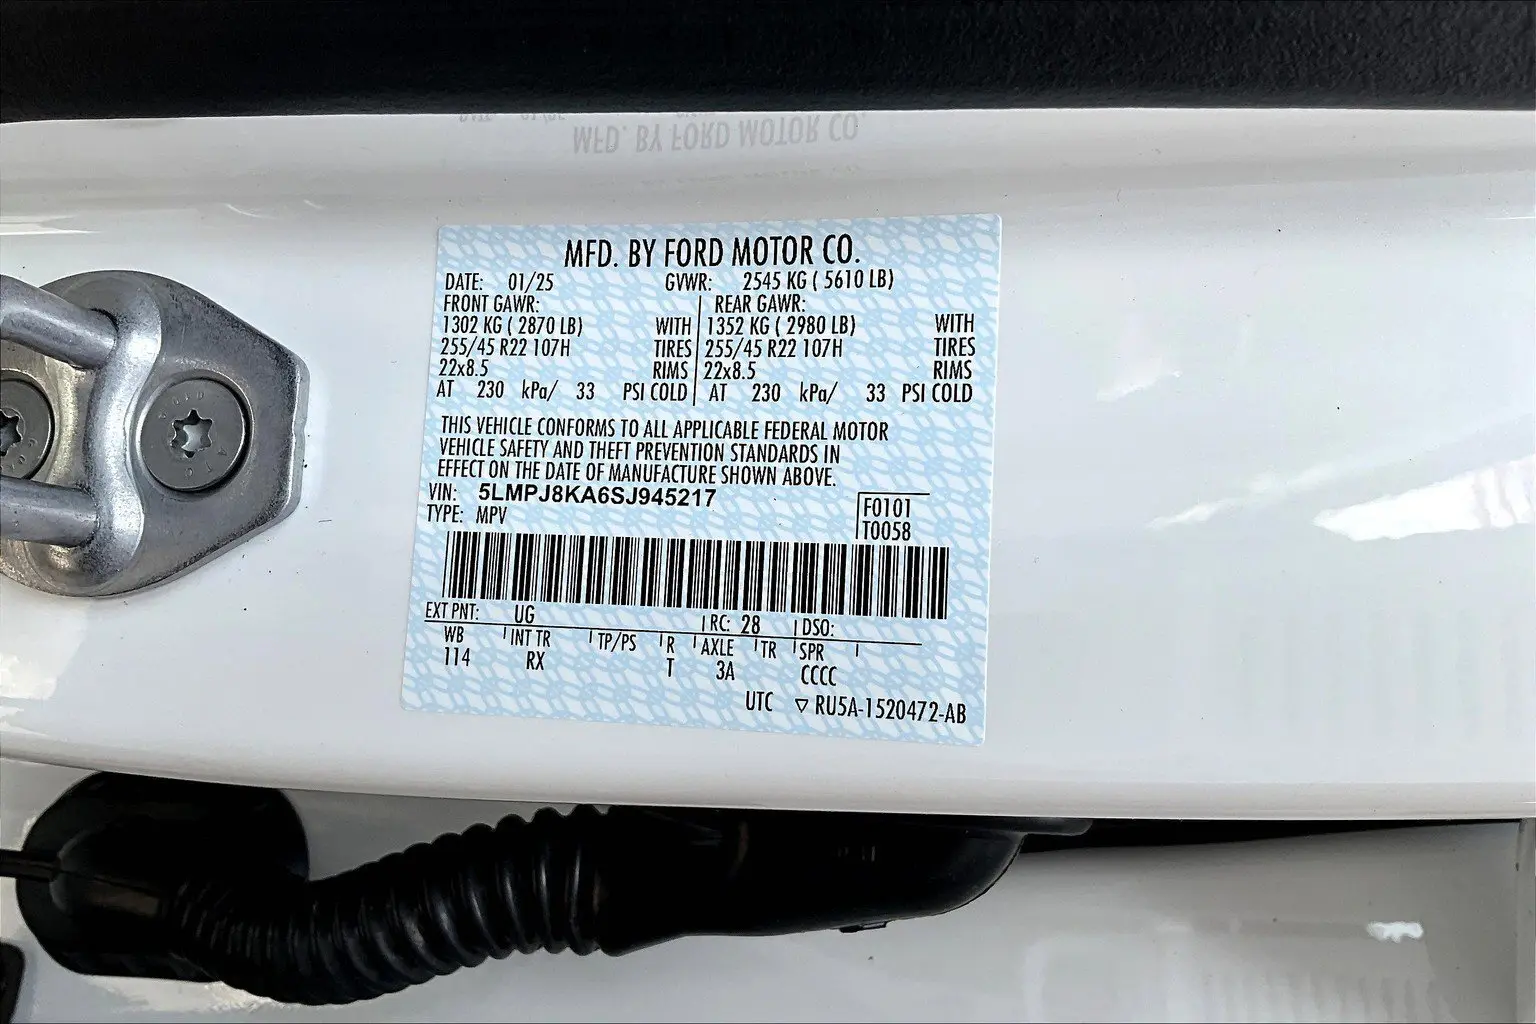 MFD. BY FORD MOTOR CO.
DATE: 01/25 GVWR: 2545 KG ( 5610 LB)
FRONT GAWR: REAR GAWR:
1302 KG ( 2870 LB) WITH 1352 KG ( 2980 LB) WITH
255/45 R22 107H TIRES 255/45 R22 107H TIRES
22x8.5 RIMS 22x8.5 RIMS
AT 230 kPa/ 33 PSI COLD AT 230 kPa/ 33 PSI COLD
THIS VEHICLE CONFORMS TO ALL APPLICABLE FEDERAL MOTOR
VEHICLE SAFETY AND THEFT PREVENTION STANDARDS IN
EFFECT ON THE DATE OF MANUFACTURE SHOWN ABOVE.
VIN: 5LMPJ8KA6SJ945217
TYPE: MPV
F0101
T0058
EXT PNT: UG RC: 28 DSO:
WB INT TR TP/PS R AXLE TR SPR
114 RX T 3A CCCC
UTC ▽ RU5A-1520472-AB